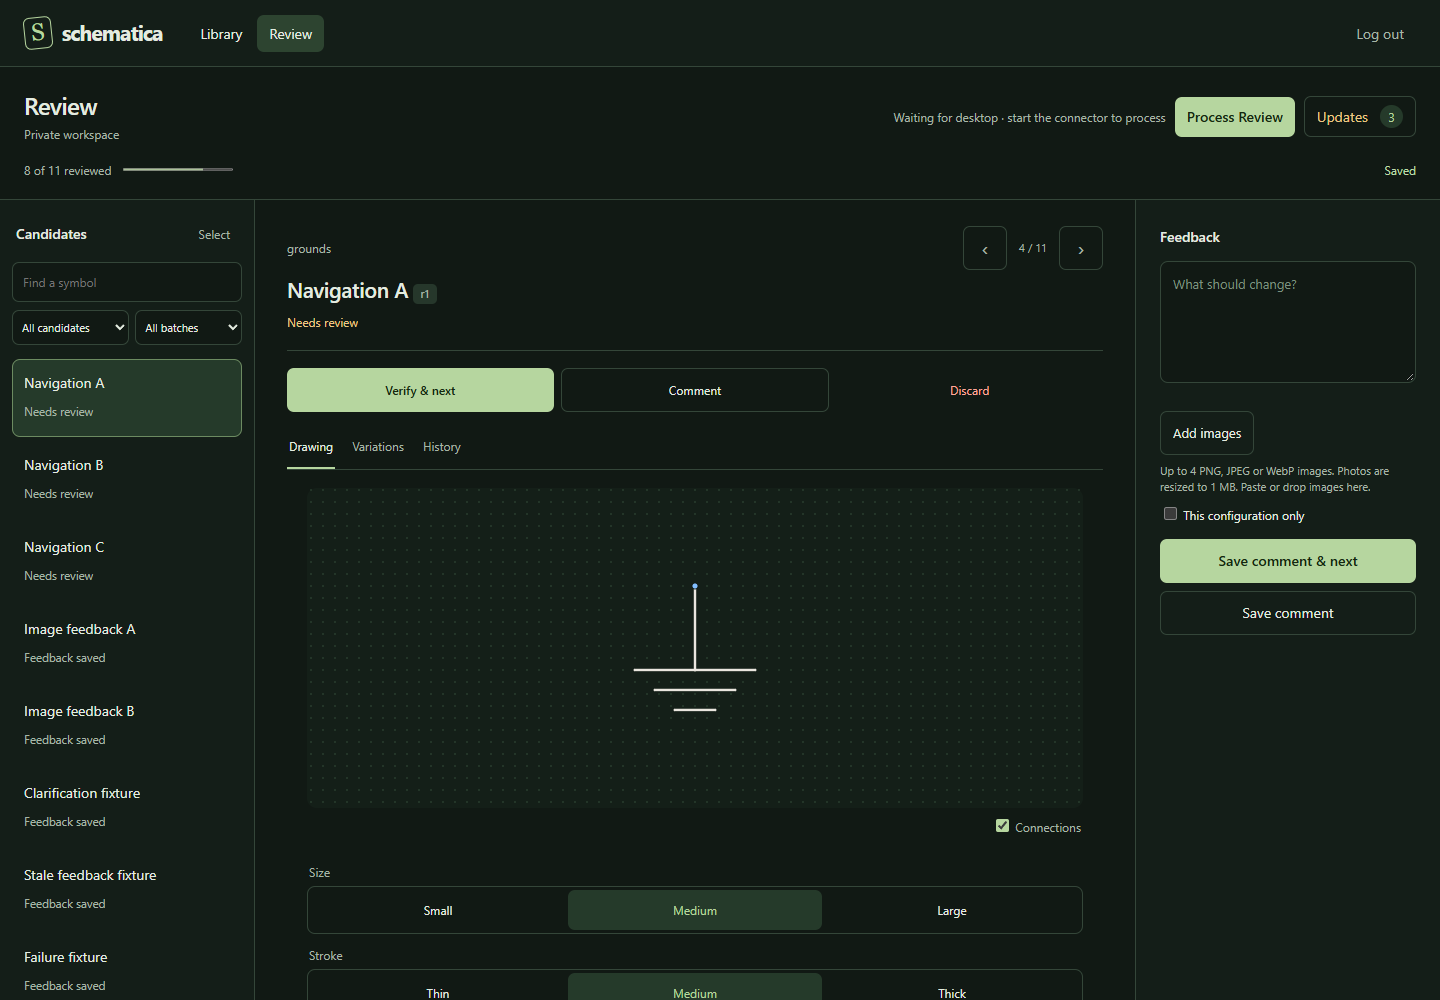 S schematica
Library
Review
Log out
Review
Private workspace
8 of 11 reviewed
Waiting for desktop · start the connector to process
Process Review
Updates 3
Saved
Candidates
Select
Find a symbol
All candidates
All batches
Navigation A
Needs review
Navigation B
Needs review
Navigation C
Needs review
Image feedback A
Feedback saved
Image feedback B
Feedback saved
Clarification fixture
Feedback saved
Stale feedback fixture
Feedback saved
Failure fixture
Feedback saved
grounds
‹ 4 / 11 ›
Navigation A r1
Needs review
Verify & next
Comment
Discard
Drawing
Variations
History
Connections
Size
Small
Medium
Large
Stroke
Thin
Medium
Thick
Feedback
What should change?
Add images
Up to 4 PNG, JPEG or WebP images. Photos are
resized to 1 MB. Paste or drop images here.
This configuration only
Save comment & next
Save comment